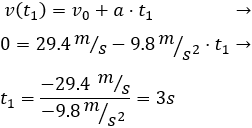 v(t₁) = v₀ + a · t₁ →
0 = 29.4 m/s − 9.8 m/s² · t₁ →
t₁ = (−29.4 m/s)/(−9.8 m/s²) = 3s